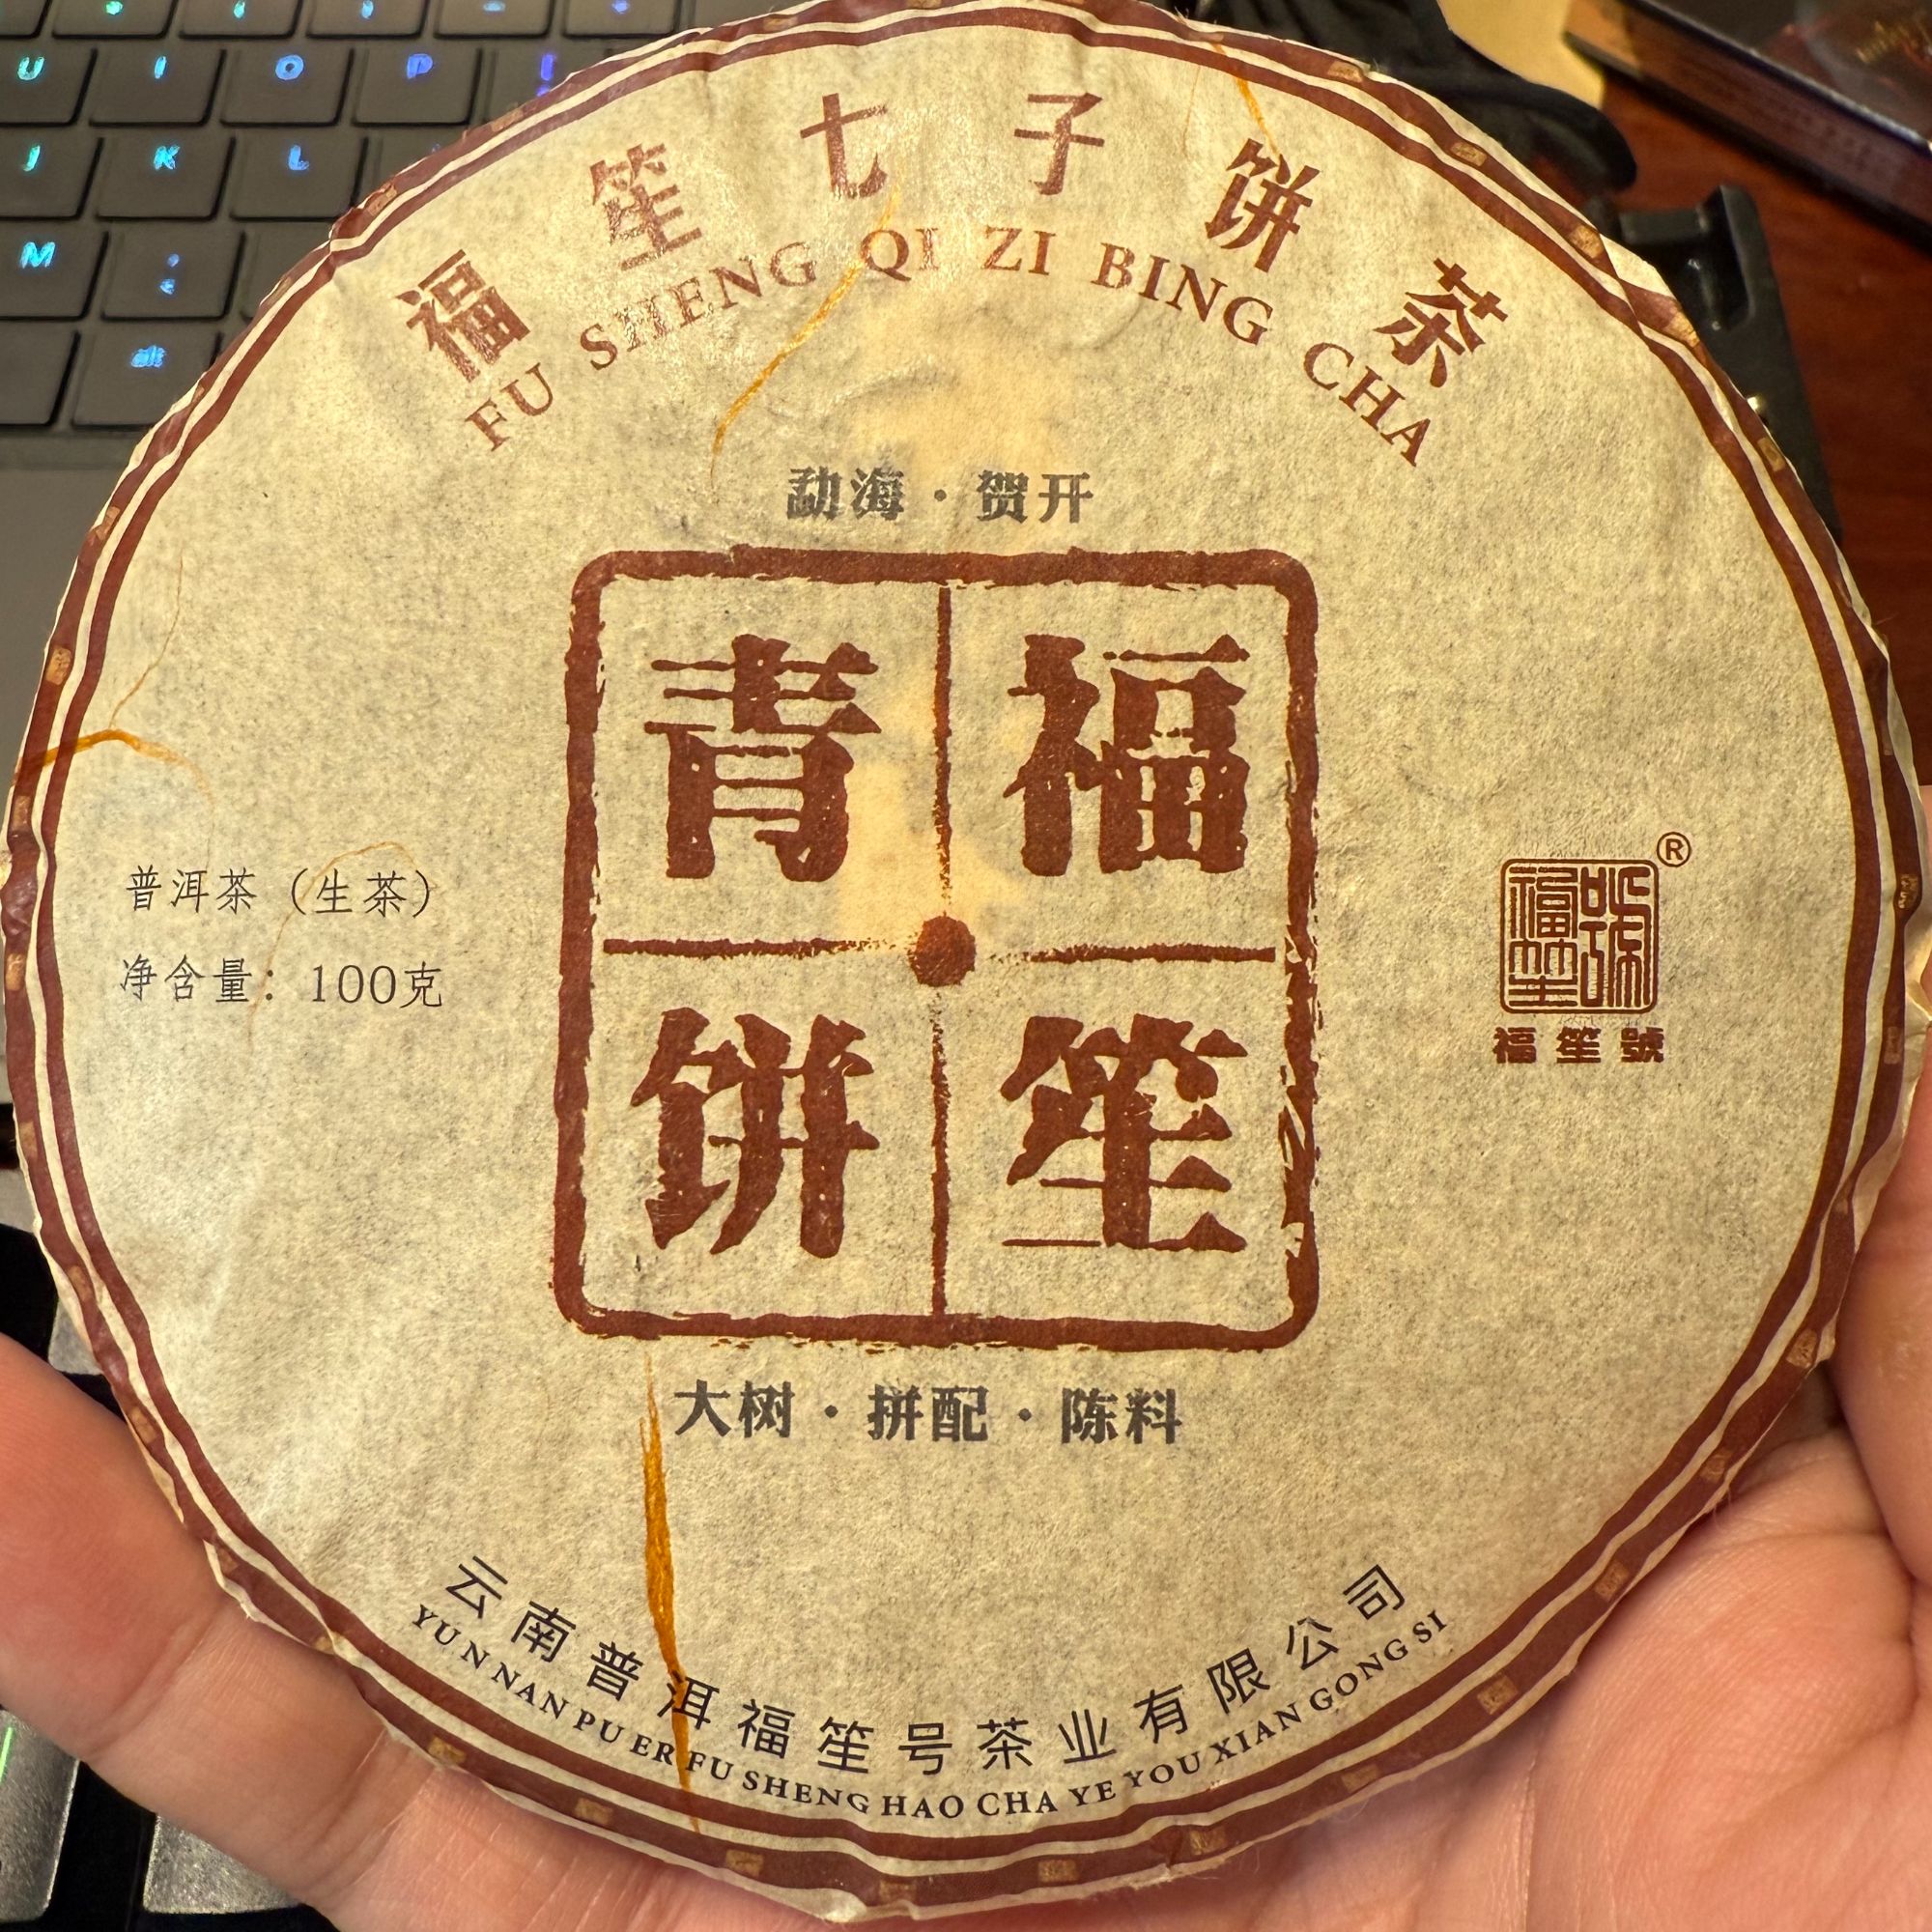 福笙七子饼茶
FU SHENG QI ZI BING CHA
勐海·贺开
福笙
青饼
普洱茶（生茶）
净含量：100克
福笙號
®
福笙號
大树·拼配·陈料
云南普洱福笙号茶业有限公司
YUN NAN PU ER FU SHENG HAO CHA YE YOU XIAN GONG SI
U I O P
J K L
M